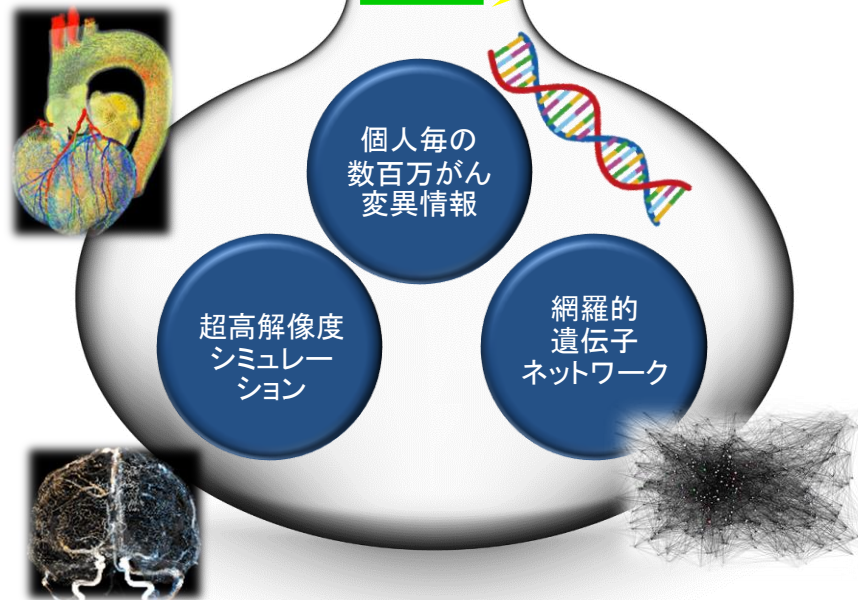 個人毎の
数百万がん
変異情報
超高解像度
シミュレー
ション
網羅的
遺伝子
ネットワーク